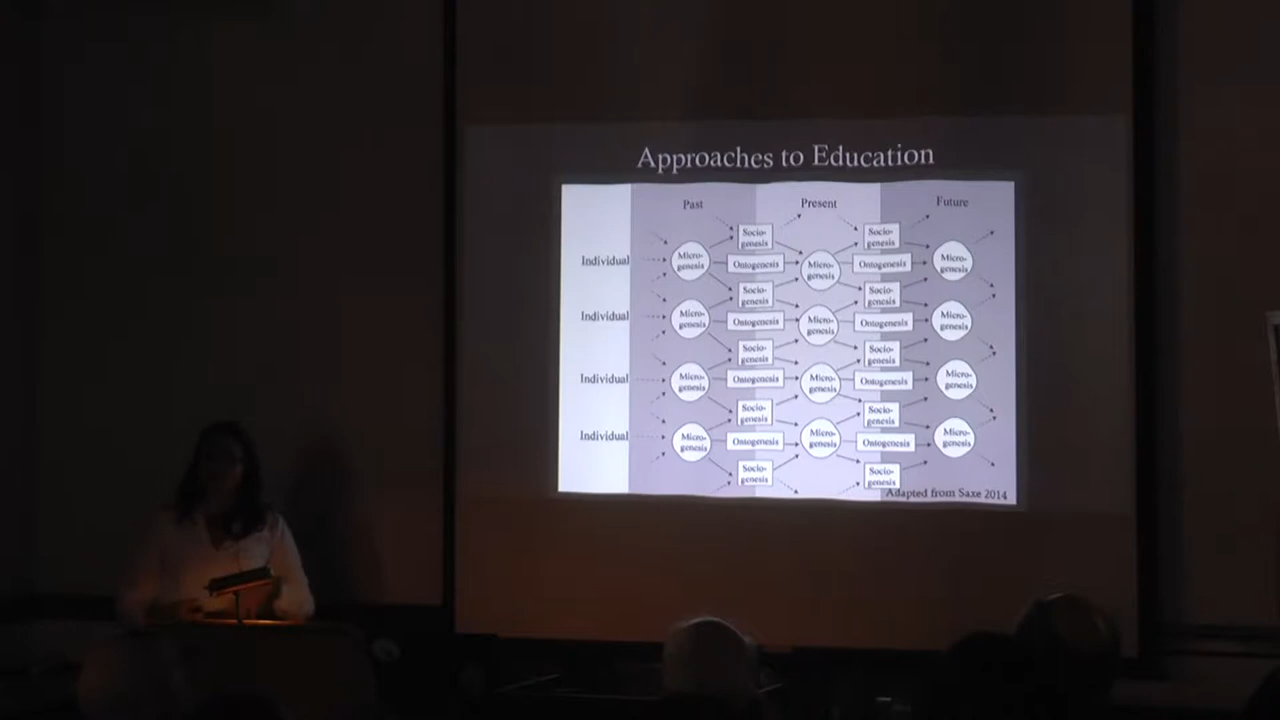 Approaches to Education
Past Present Future
Socio-
genesis
Socio-
genesis
Individual
Micro-
genesis
Ontogenesis
Micro-
genesis
Ontogenesis
Micro-
genesis
Socio-
genesis
Socio-
genesis
Individual
Micro-
genesis
Ontogenesis
Micro-
genesis
Ontogenesis
Micro-
genesis
Socio-
genesis
Socio-
genesis
Individual
Micro-
genesis
Ontogenesis
Micro-
genesis
Ontogenesis
Micro-
genesis
Socio-
genesis
Socio-
genesis
Individual
Micro-
genesis
Ontogenesis
Micro-
genesis
Ontogenesis
Micro-
genesis
Socio-
genesis
Socio-
genesis
Adapted from Saxe 2014